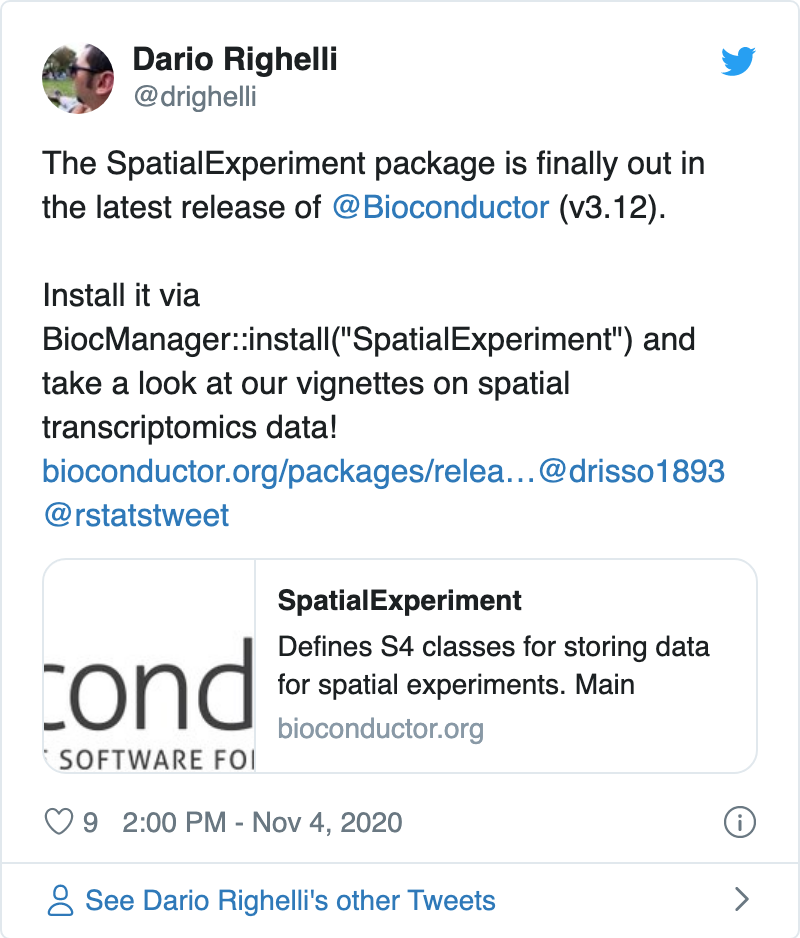 Dario Righelli
@drighelli
The SpatialExperiment package is finally out in
the latest release of @Bioconductor (v3.12).
Install it via
BiocManager::install("SpatialExperiment") and
take a look at our vignettes on spatial
transcriptomics data!
bioconductor.org/packages/relea…@drisso1893
@rstatstweet
cond
SOFTWARE FO
SpatialExperiment
Defines S4 classes for storing data
for spatial experiments. Main
bioconductor.org
9 2:00 PM - Nov 4, 2020
See Dario Righelli's other Tweets